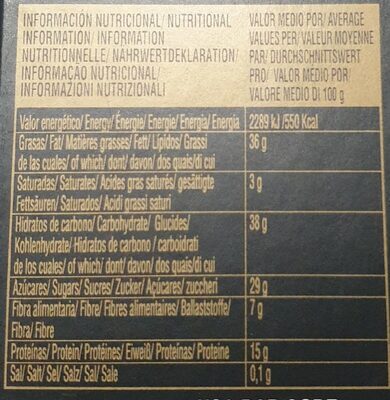 INFORMACIÓN NUTRICIONAL/ NUTRITIONAL
INFORMATION/ INFORMATION
NUTRITIONNELLE/ NÄHRWERTDEKLARATION/
INFORMAÇÃO NUTRICIONAL/
INFORMAZIONI NUTRIZIONALI
VALOR MEDIO POR/ AVERAGE
VALUES PER/ VALEUR MOYENNE
PAR/ DURCHSCHNITTSWERT
PRO/ VALOR MEDIO POR/
VALORE MEDIO DI 100 g
Valor energético/ Energy/ Énergie/ Energie/ Energia/ Energia 2289 kJ /550 Kcal
Grasas/ Fat/ Matières grasses/ Fett/ Lípidos/ Grassi 36 g
de las cuales/ of which/ dont/ davon/ dos quais/di cui
Saturadas/ Saturates/ Acides gras saturés/ gesättigte 3 g
Fettsäuren/ Saturados/ Acidi grassi saturi
Hidratos de carbono/ Carbohydrate/ Glucides/ 38 g
Kohlenhydrate/ Hidratos de carbono / carboidrati
de los cuales/ of which/ dont/ davon/ dos quais/di cui
Azúcares/ Sugars/ Sucres/ Zucker/ Açúcares/ zuccheri 29 g
Fibra alimentaria/ Fibre/ Fibres alimentaires/ Ballaststoffe/ 7 g
Fibra/ Fibre
Proteínas/ Protein/ Protéines/ Eiweiß/ Proteínas/ Proteine 15 g
Sal/ Salt/ Sel/ Salz/ Sal/ Sale 0,1 g